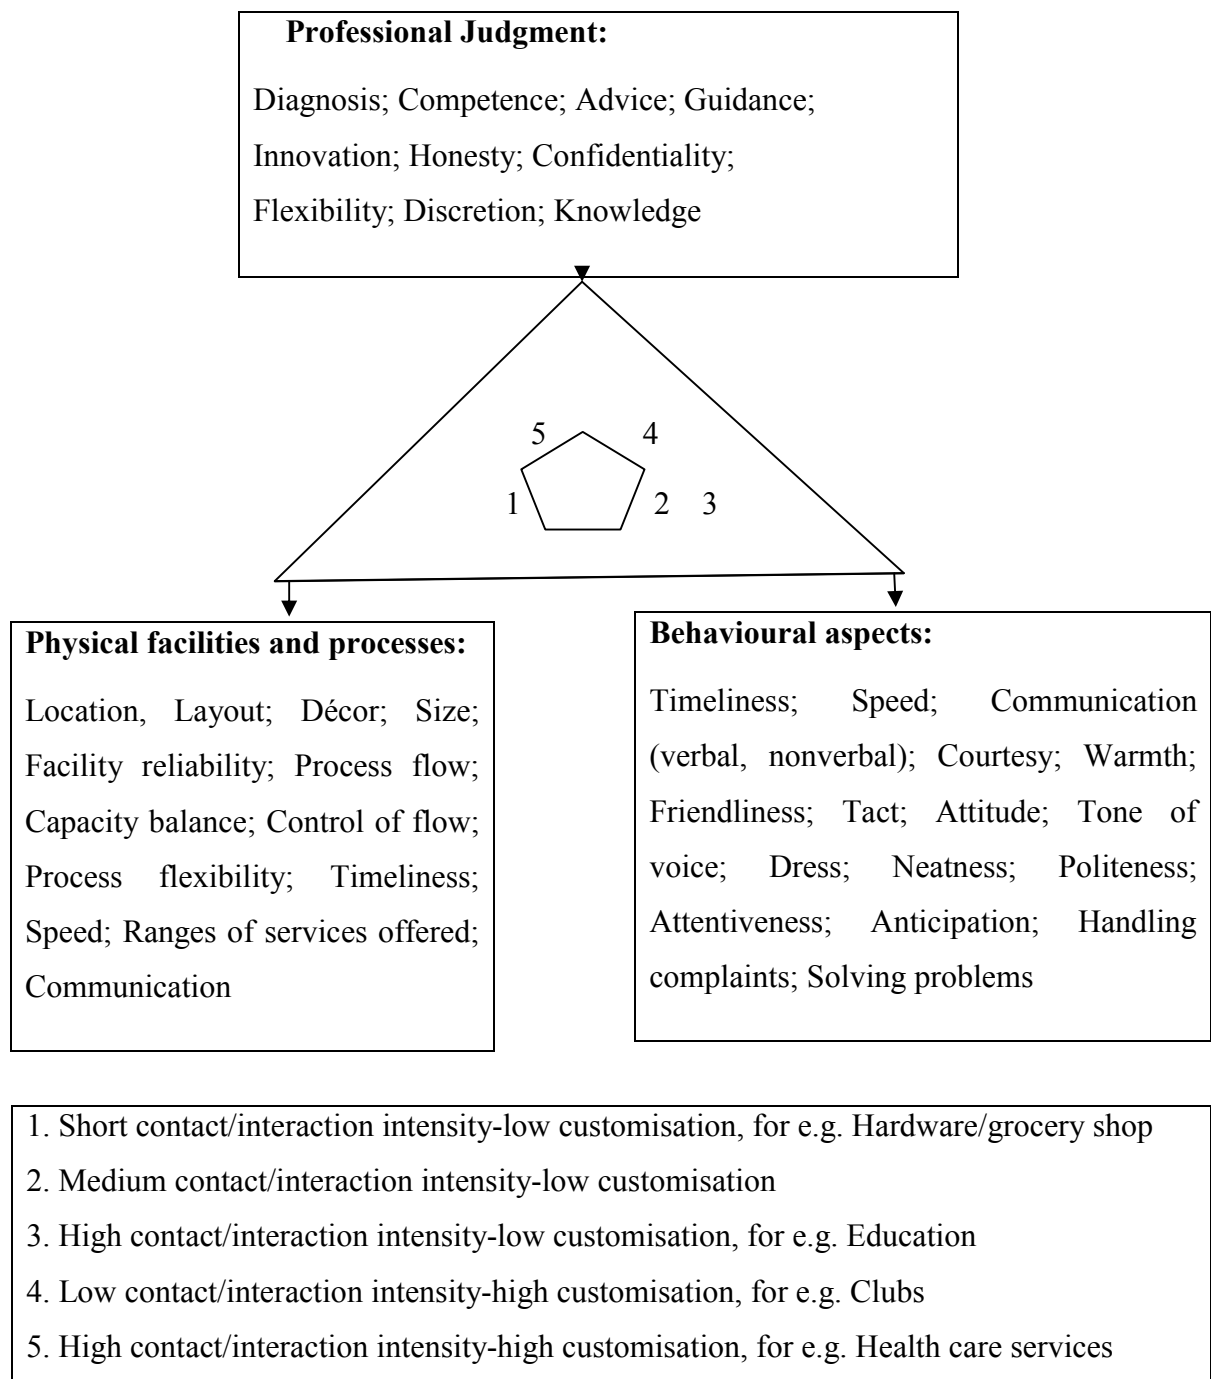 Professional Judgment:
Diagnosis; Competence; Advice; Guidance;
Innovation; Honesty; Confidentiality;
Flexibility; Discretion; Knowledge
5 4
1 2 3
Physical facilities and processes:
Location, Layout; Décor; Size;
Facility reliability; Process flow;
Capacity balance; Control of flow;
Process flexibility; Timeliness;
Speed; Ranges of services offered;
Communication
Behavioural aspects:
Timeliness; Speed; Communication
(verbal, nonverbal); Courtesy; Warmth;
Friendliness; Tact; Attitude; Tone of
voice; Dress; Neatness; Politeness;
Attentiveness; Anticipation; Handling
complaints; Solving problems
1. Short contact/interaction intensity-low customisation, for e.g. Hardware/grocery shop
2. Medium contact/interaction intensity-low customisation
3. High contact/interaction intensity-low customisation, for e.g. Education
4. Low contact/interaction intensity-high customisation, for e.g. Clubs
5. High contact/interaction intensity-high customisation, for e.g. Health care services